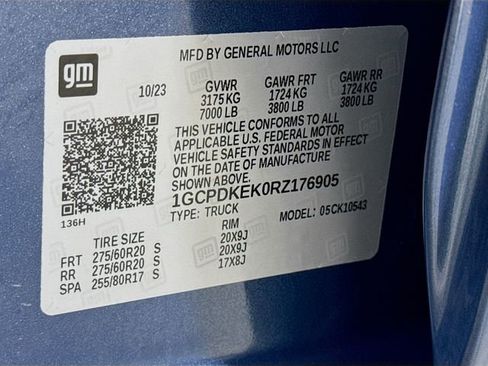 MFD BY GENERAL MOTORS LLC
gm
10/23 GVWR GAWR FRT GAWR RR
3175 KG 1724 KG 1724 KG
7000 LB 3800 LB 3800 LB
THIS VEHICLE CONFORMS TO ALL
APPLICABLE U.S. FEDERAL MOTOR
VEHICLE SAFETY STANDARDS IN EFFECT
ON THE DATE OF MANUFACTURE
SHOWN ABOVE.
1GCPDKEK0RZ176905
136H TYPE: TRUCK MODEL: 05CK10543
TIRE SIZE RIM
FRT 275/60R20 S 20X9J
RR 275/60R20 S 20X9J
SPA 255/80R17 S 17X8J